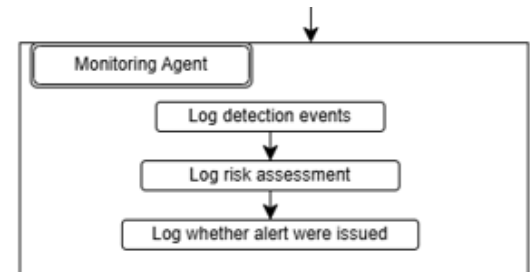 Monitoring Agent
Log detection events
Log risk assessment
Log whether alert were issued